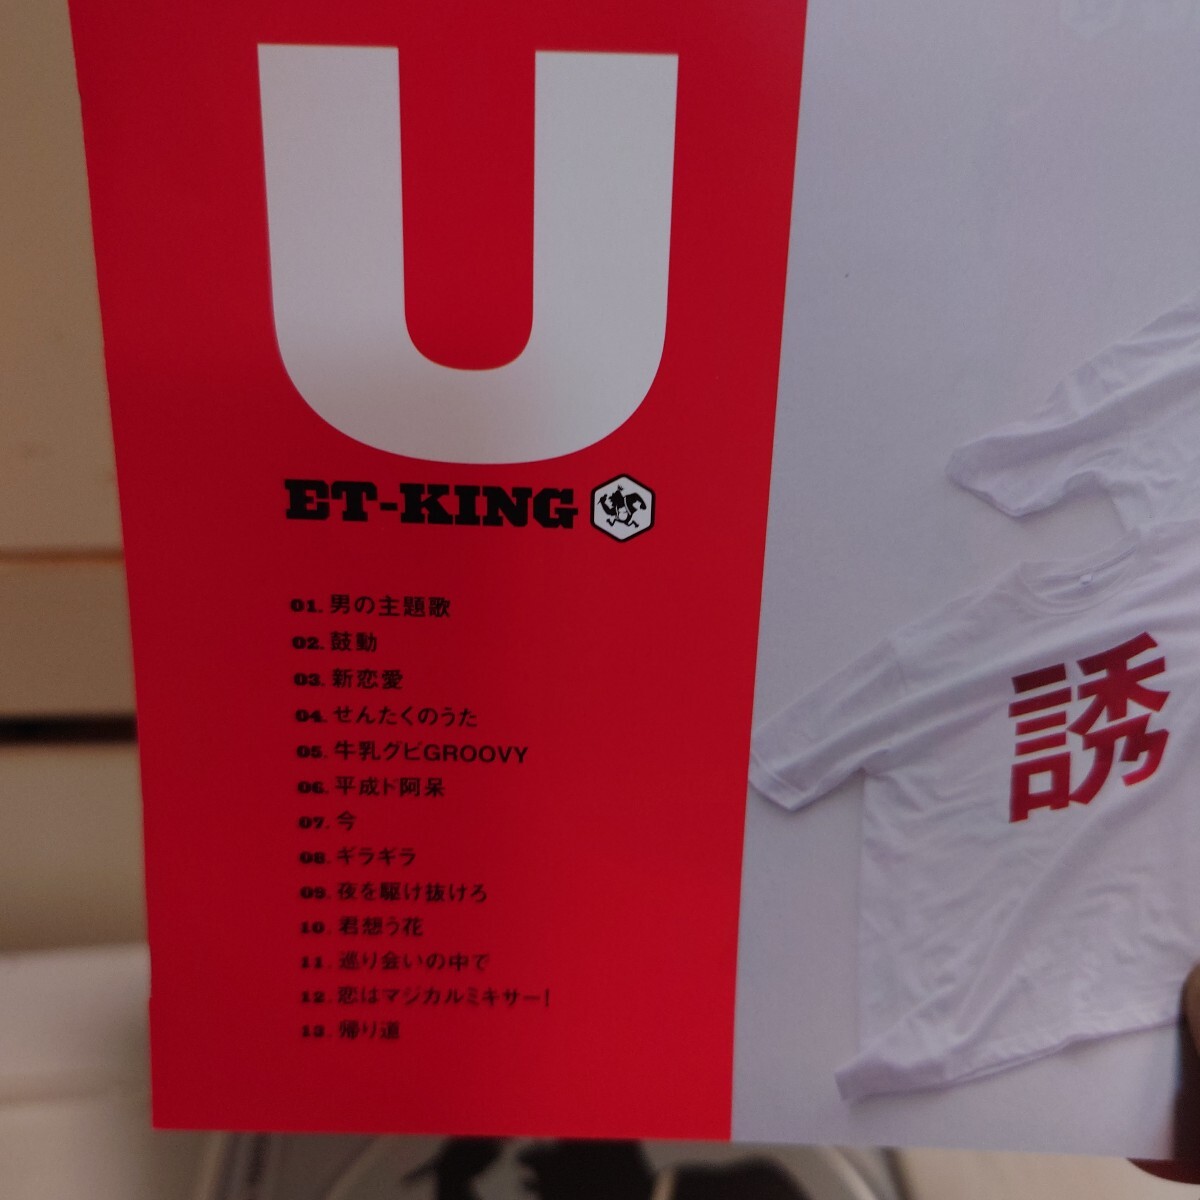 U
ET-KING
01. 男の主題歌
02. 鼓動
03. 新恋愛
04. せんたくのうた
05. 牛乳グビGROOVY
06. 平成ド阿呆
07. 今
08. ギラギラ
09. 夜を駆け抜けろ
10. 君想う花
11. 巡り会いの中で
12. 恋はマジカルミキサー!
13. 帰り道
誘